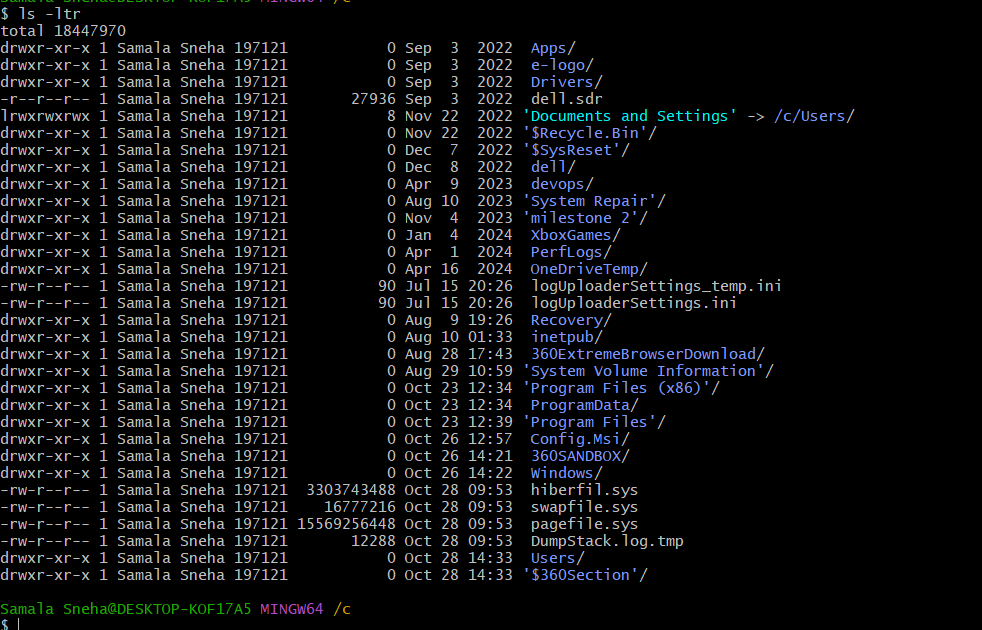 Samala Sneha@DESKTOP-KOF17A5 MINGW64 /c
$ ls -ltr
total 18447970
drwxr-xr-x 1 Samala Sneha 197121           0 Sep  3  2022  Apps/
drwxr-xr-x 1 Samala Sneha 197121           0 Sep  3  2022  e-logo/
drwxr-xr-x 1 Samala Sneha 197121           0 Sep  3  2022  Drivers/
-r--r--r-- 1 Samala Sneha 197121       27936 Sep  3  2022  dell.sdr
lrwxrwxrwx 1 Samala Sneha 197121           8 Nov 22  2022 'Documents and Settings' -> /c/Users/
drwxr-xr-x 1 Samala Sneha 197121           0 Nov 22  2022 '$Recycle.Bin'/
drwxr-xr-x 1 Samala Sneha 197121           0 Dec  7  2022 '$SysReset'/
drwxr-xr-x 1 Samala Sneha 197121           0 Dec  8  2022  dell/
drwxr-xr-x 1 Samala Sneha 197121           0 Apr  9  2023  devops/
drwxr-xr-x 1 Samala Sneha 197121           0 Aug 10  2023 'System Repair'/
drwxr-xr-x 1 Samala Sneha 197121           0 Nov  4  2023 'milestone 2'/
drwxr-xr-x 1 Samala Sneha 197121           0 Jan  4  2024  XboxGames/
drwxr-xr-x 1 Samala Sneha 197121           0 Apr  1  2024  PerfLogs/
drwxr-xr-x 1 Samala Sneha 197121           0 Apr 16  2024  OneDriveTemp/
-rw-r--r-- 1 Samala Sneha 197121          90 Jul 15 20:26  logUploaderSettings_temp.ini
-rw-r--r-- 1 Samala Sneha 197121          90 Jul 15 20:26  logUploaderSettings.ini
drwxr-xr-x 1 Samala Sneha 197121           0 Aug  9 19:26  Recovery/
drwxr-xr-x 1 Samala Sneha 197121           0 Aug 10 01:33  inetpub/
drwxr-xr-x 1 Samala Sneha 197121           0 Aug 28 17:43  360ExtremeBrowserDownload/
drwxr-xr-x 1 Samala Sneha 197121           0 Aug 29 10:59 'System Volume Information'/
drwxr-xr-x 1 Samala Sneha 197121           0 Oct 23 12:34 'Program Files (x86)'/
drwxr-xr-x 1 Samala Sneha 197121           0 Oct 23 12:34  ProgramData/
drwxr-xr-x 1 Samala Sneha 197121           0 Oct 23 12:39 'Program Files'/
drwxr-xr-x 1 Samala Sneha 197121           0 Oct 26 12:57  Config.Msi/
drwxr-xr-x 1 Samala Sneha 197121           0 Oct 26 14:21  360SANDBOX/
drwxr-xr-x 1 Samala Sneha 197121           0 Oct 26 14:22  Windows/
-rw-r--r-- 1 Samala Sneha 197121  3303743488 Oct 28 09:53  hiberfil.sys
-rw-r--r-- 1 Samala Sneha 197121    16777216 Oct 28 09:53  swapfile.sys
-rw-r--r-- 1 Samala Sneha 197121 15569256448 Oct 28 09:53  pagefile.sys
-rw-r--r-- 1 Samala Sneha 197121       12288 Oct 28 09:53  DumpStack.log.tmp
drwxr-xr-x 1 Samala Sneha 197121           0 Oct 28 14:33  Users/
drwxr-xr-x 1 Samala Sneha 197121           0 Oct 28 14:33 '$360Section'/
Samala Sneha@DESKTOP-KOF17A5 MINGW64 /c
$